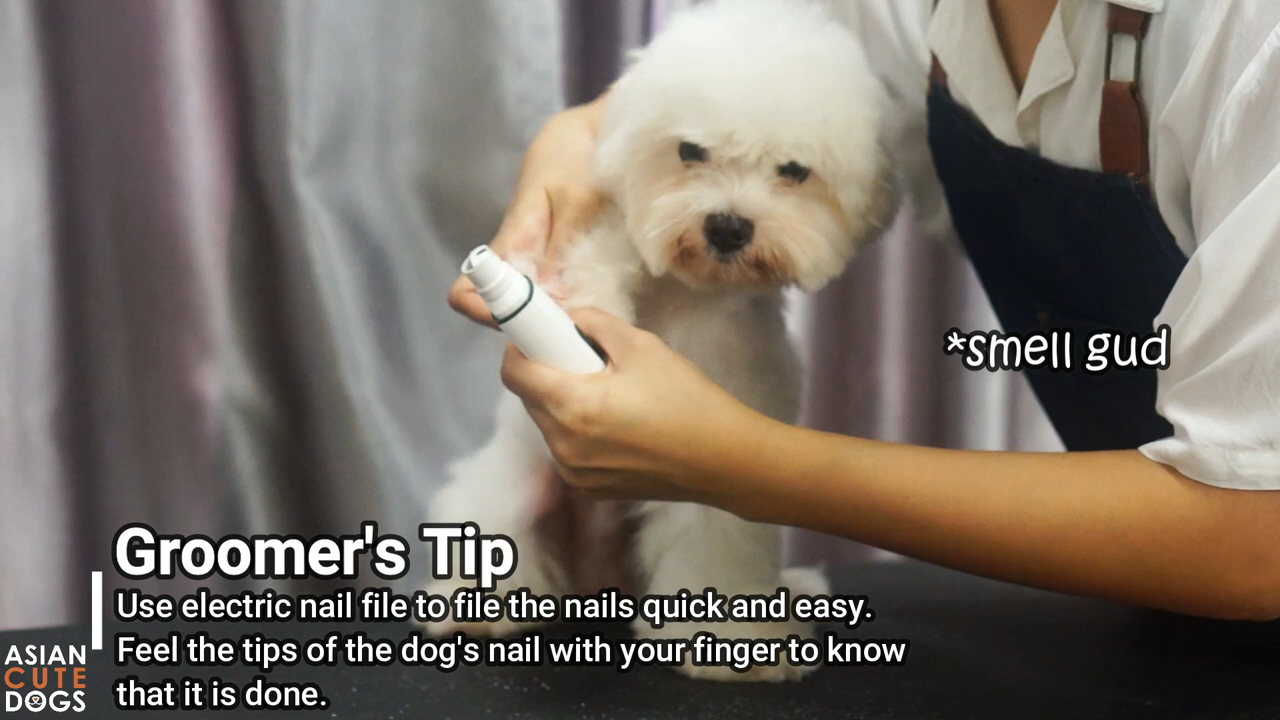 *smell gud
Groomer's Tip
Use electric nail file to file the nails quick and easy.
Feel the tips of the dog's nail with your finger to know
that it is done.
ASIAN
CUTE
DOGS